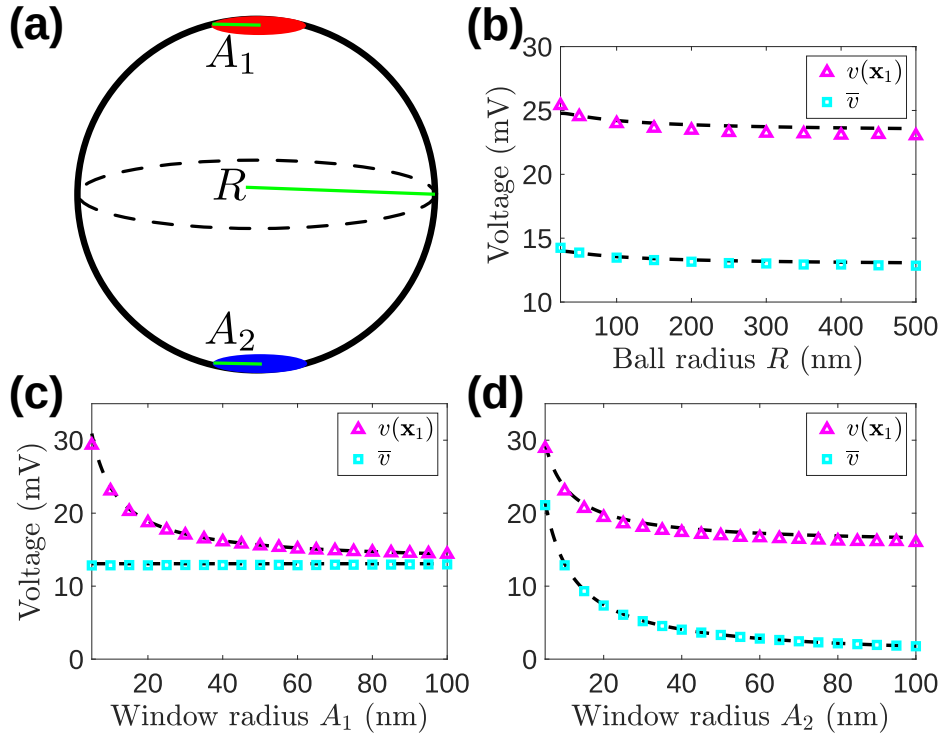 (a)
A₁
R
A₂
(b)
30
25
20
15
10
Voltage (mV)
v(𝐱₁)
v̅
100 200 300 400 500
Ball radius R (nm)
(c)
30
20
10
0
Voltage (mV)
v(𝐱₁)
v̅
20 40 60 80 100
Window radius A₁ (nm)
(d)
30
20
10
0
v(𝐱₁)
v̅
20 40 60 80 100
Window radius A₂ (nm)